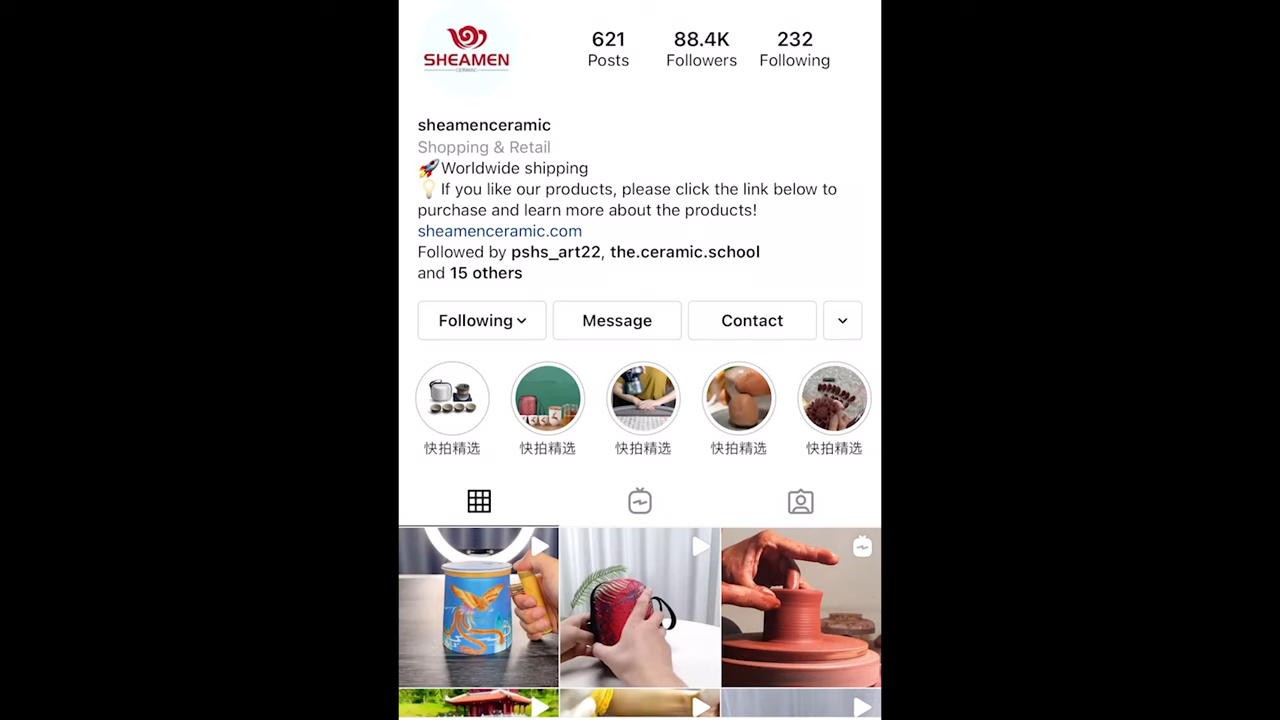 SHEAMEN
CERAMIC
621
Posts
88.4K
Followers
232
Following
sheamenceramic
Shopping & Retail
🚀Worldwide shipping
💡If you like our products, please click the link below to
purchase and learn more about the products!
sheamenceramic.com
Followed by pshs_art22, the.ceramic.school
and 15 others
Following
Message
Contact
快拍精选
快拍精选
快拍精选
快拍精选
快拍精选